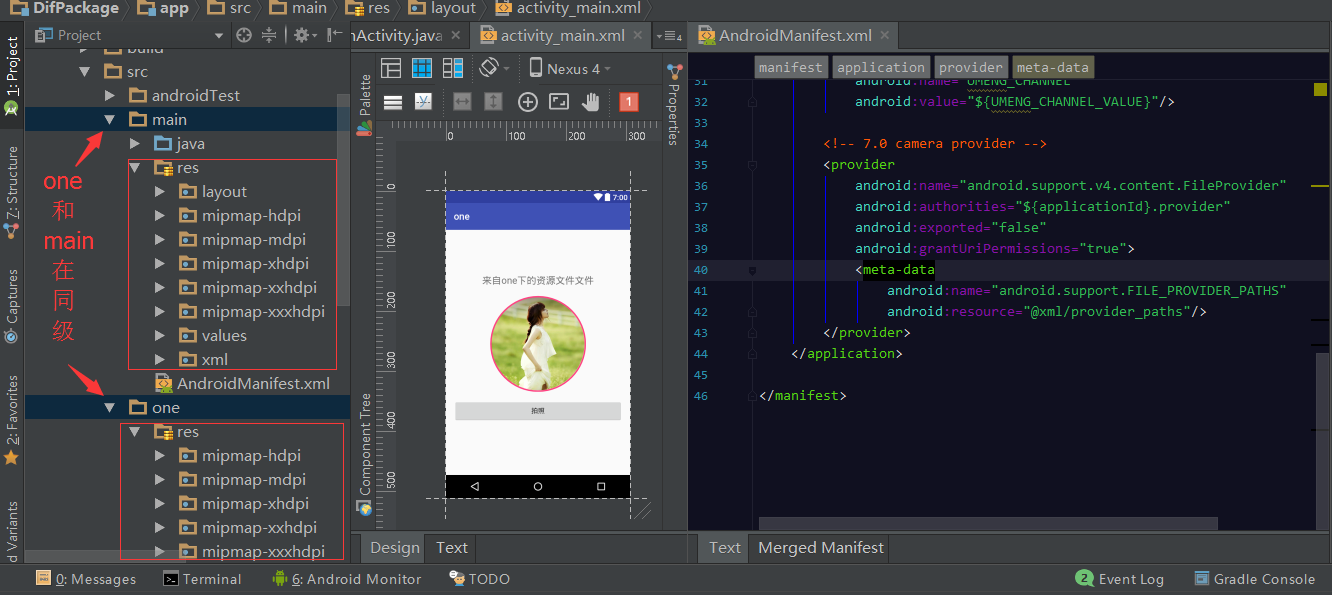 DifPackage app src main res layout activity_main.xml
Project
nActivity.java
activity_main.xml
AndroidManifest.xml
1: Project
7: Structure
Captures
2: Favorites
d Variants
build
src
androidTest
main
java
res
layout
mipmap-hdpi
mipmap-mdpi
mipmap-xhdpi
mipmap-xxhdpi
mipmap-xxxhdpi
values
xml
AndroidManifest.xml
one
res
mipmap-hdpi
mipmap-mdpi
mipmap-xhdpi
mipmap-xxhdpi
mipmap-xxxhdpi
one
和
main
在
同
级
Palette
Component Tree
Nexus 4
1
0 100 200 300
0
100
200
300
400
500
7:00
one
来自one下的资源文件文件
拍照
Properties
Design Text
4
manifest application provider meta-data
31 android:name="UMENG_CHANNEL"
32 android:value="${UMENG_CHANNEL_VALUE}"/>
33
34 <!-- 7.0 camera provider -->
35 <provider
36 android:name="android.support.v4.content.FileProvider"
37 android:authorities="${applicationId}.provider"
38 android:exported="false"
39 android:grantUriPermissions="true">
40 <meta-data
41 android:name="android.support.FILE_PROVIDER_PATHS"
42 android:resource="@xml/provider_paths"/>
43 </provider>
44 </application>
45
46 </manifest>
Text Merged Manifest
0: Messages Terminal 6: Android Monitor TODO 2 Event Log Gradle Console